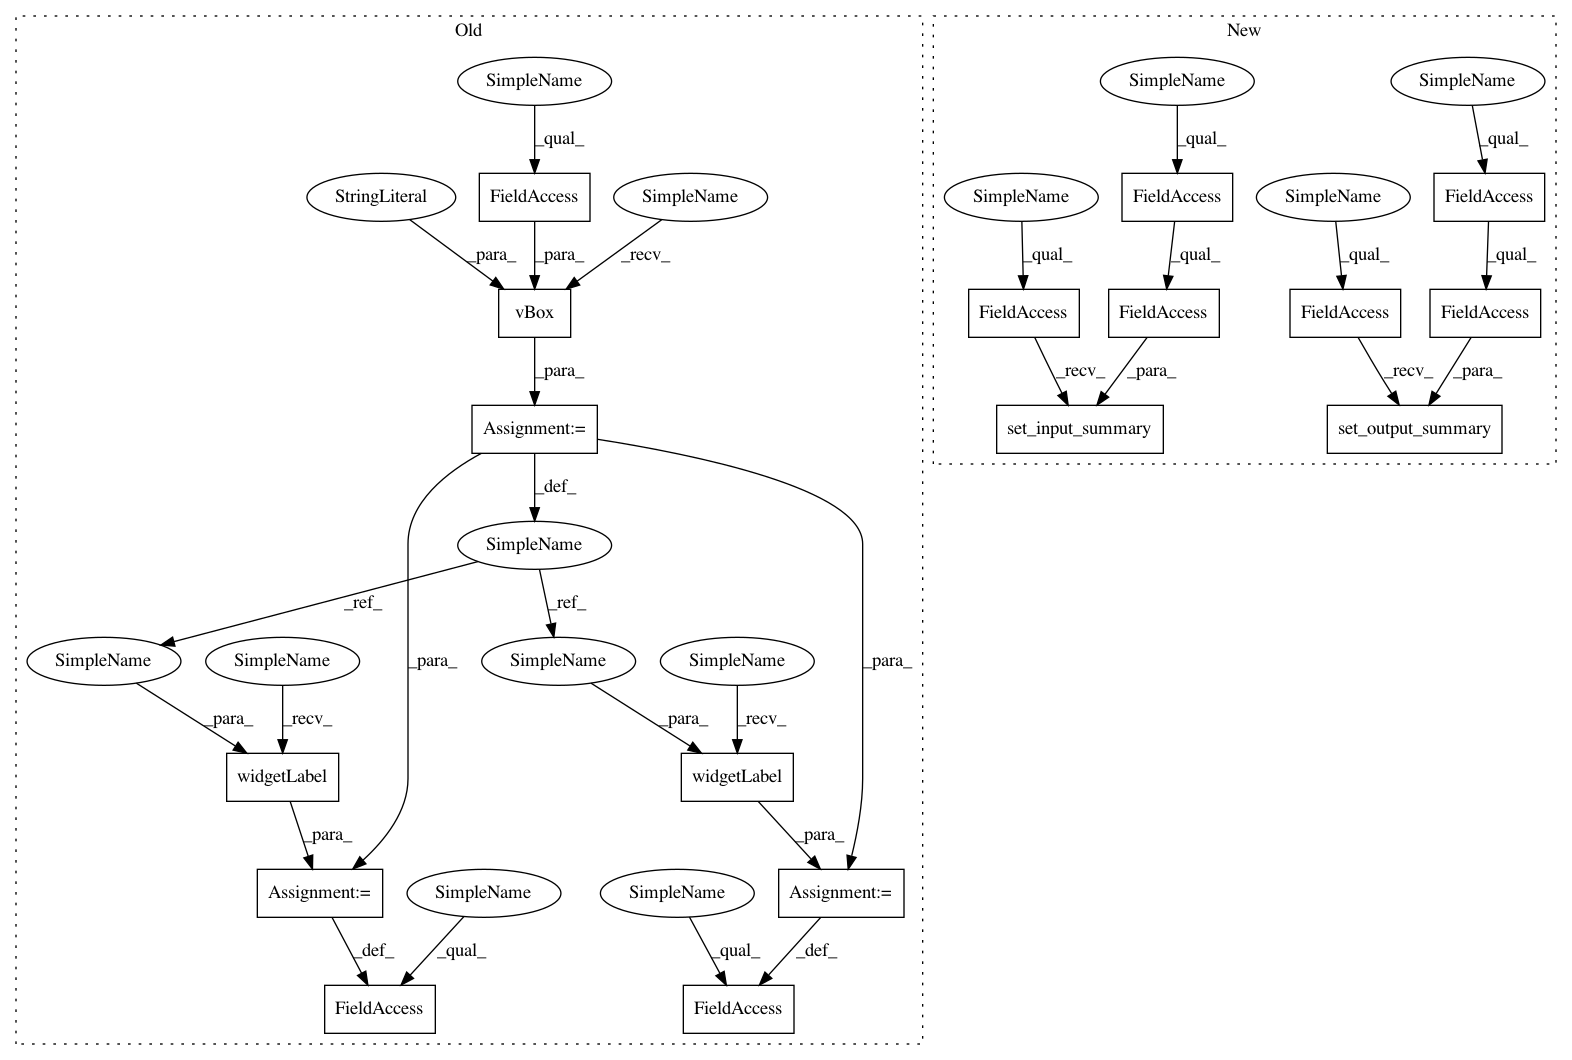 Old
New
SimpleName
SimpleName
SimpleName
_qual_
_qual_
_qual_
StringLiteral
FieldAccess
SimpleName
SimpleName
FieldAccess
SimpleName
FieldAccess
_para_
_para_
_recv_
_qual_
_qual_
_qual_
_qual_
vBox
FieldAccess
FieldAccess
FieldAccess
FieldAccess
_para_
_recv_
_para_
_recv_
_para_
Assignment:=
set_input_summary
set_output_summary
_def_
SimpleName
_ref_
_ref_
SimpleName
SimpleName
_para_
SimpleName
SimpleName
_para_
_para_
_recv_
_para_
_recv_
widgetLabel
widgetLabel
_para_
_para_
Assignment:=
SimpleName
SimpleName
Assignment:=
_def_
_qual_
_qual_
_def_
FieldAccess
FieldAccess